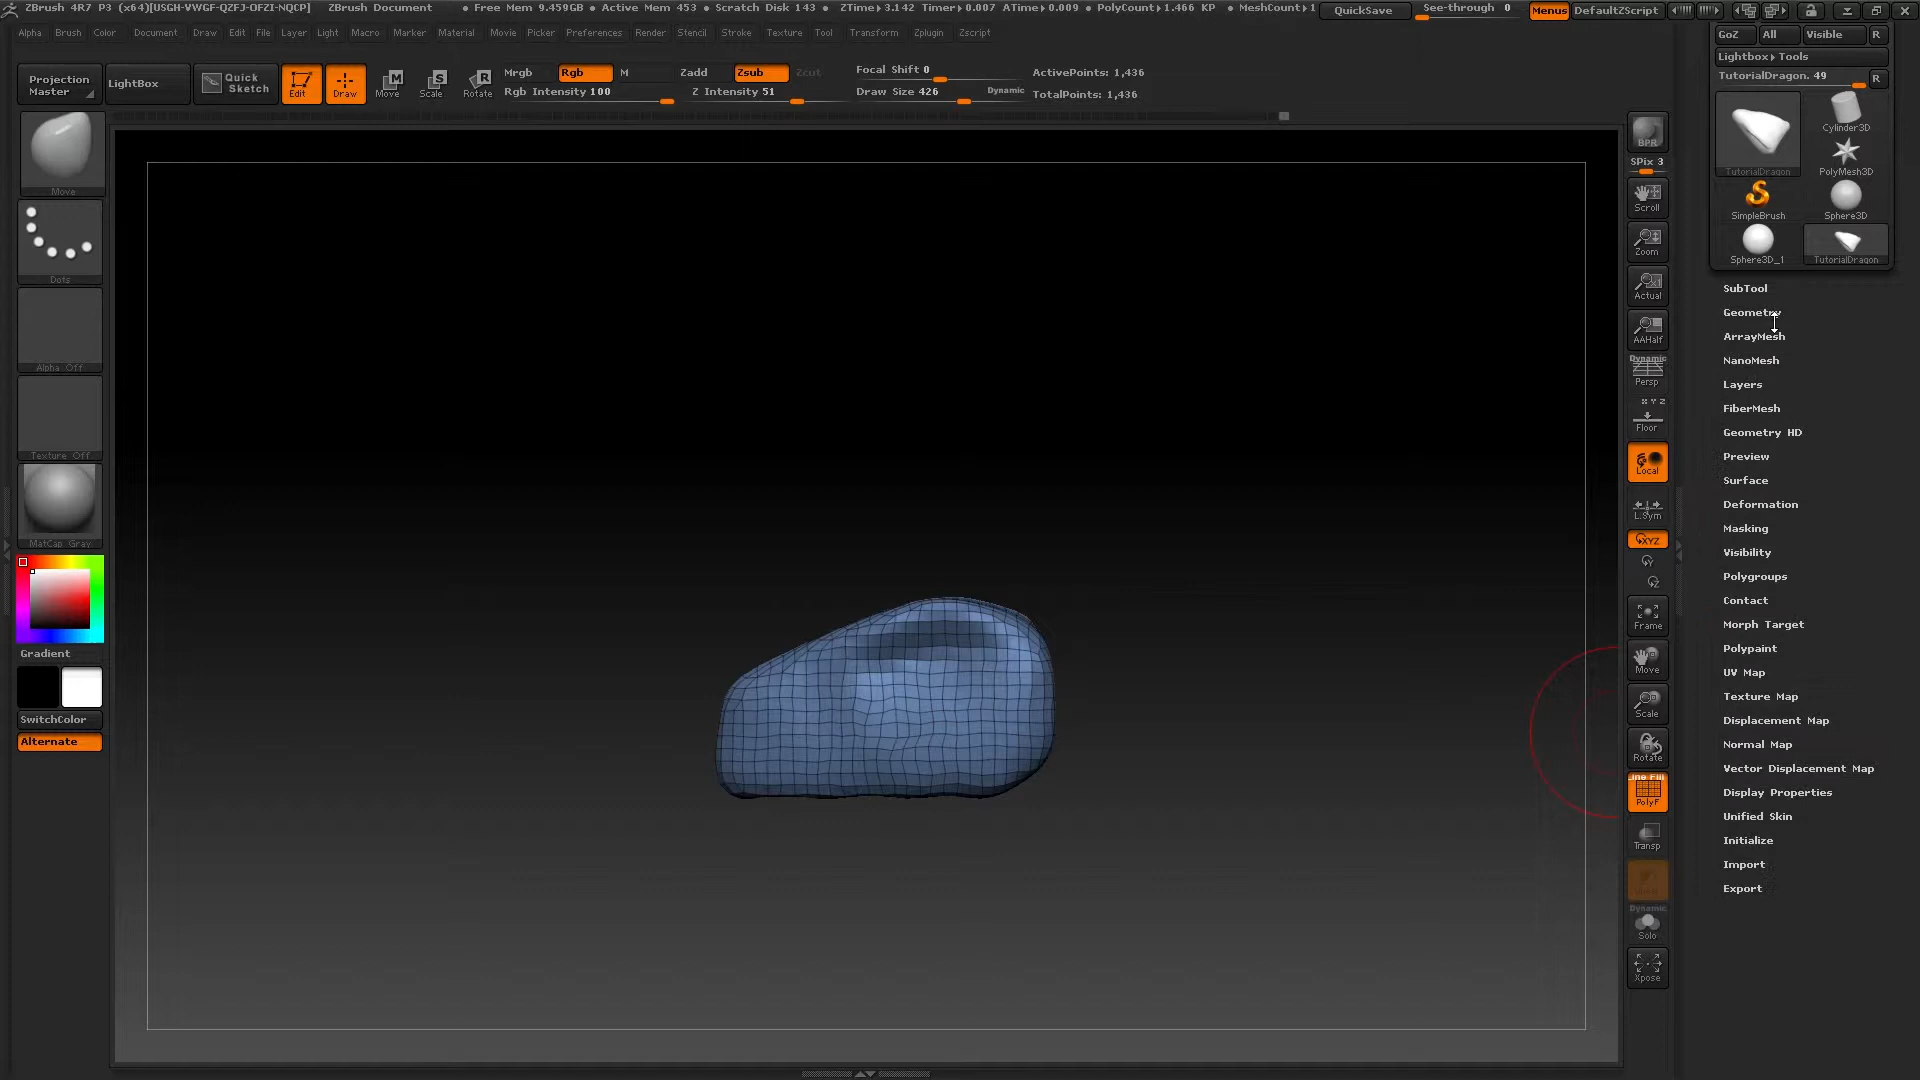 ZBrush 4R7 P3 (x64)[USGH-VWGF-QZFJ-OFZI-NQCP] ZBrush Document • Free Mem 9.459GB • Active Mem 453 • Scratch Disk 143 • ZTime▸3.142 Timer▸0.007 ATime▸0.009 • PolyCount▸1.466 KP • MeshCount▸1 QuickSave See-through 0 Menus DefaultZScript
Alpha Brush Color Document Draw Edit File Layer Light Macro Marker Material Movie Picker Preferences Render Stencil Stroke Texture Tool Transform Zplugin Zscript
Projection Master
LightBox
Quick Sketch
Edit
Draw
Move
Scale
Rotate
Mrgb Rgb M
Rgb Intensity 100
Zadd Zsub Zcut
Z Intensity 51
Focal Shift 0
Draw Size 426 Dynamic
ActivePoints: 1,436
TotalPoints: 1,436
Move
Dots
Alpha Off
Texture Off
MatCap Gray
Gradient
SwitchColor
Alternate
BPR
SPix 3
Scroll
Zoom
Actual
AAHalf
Dynamic
Persp
X Y Z
Floor
Local
L.Sym
XYZ
Y
Z
Frame
Move
Scale
Rotate
Line Fill
PolyF
Transp
Dynamic
Solo
Xpose
GoZ All Visible R
Lightbox▸Tools
TutorialDragon. 49 R
TutorialDragon
Cylinder3D
PolyMesh3D
SimpleBrush
Sphere3D
Sphere3D_1
TutorialDragon
SubTool
Geometry
ArrayMesh
NanoMesh
Layers
FiberMesh
Geometry HD
Preview
Surface
Deformation
Masking
Visibility
Polygroups
Contact
Morph Target
Polypaint
UV Map
Texture Map
Displacement Map
Normal Map
Vector Displacement Map
Display Properties
Unified Skin
Initialize
Import
Export